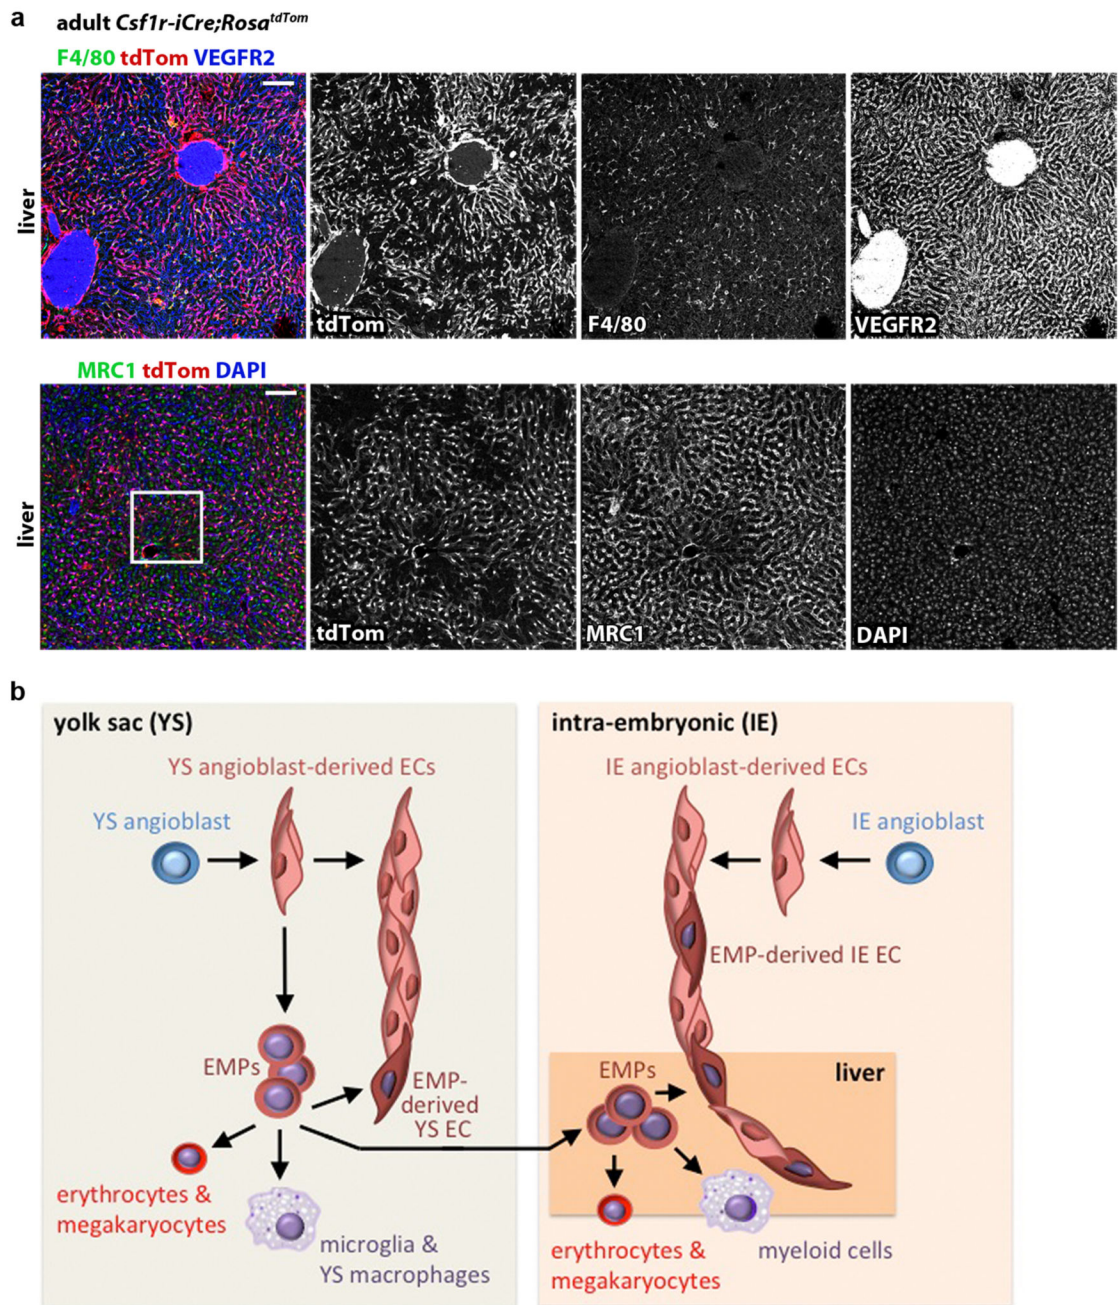 a
adult Csf1r-iCre;Rosa^tdTom
F4/80 tdTom VEGFR2
liver
tdTom
F4/80
VEGFR2
MRC1 tdTom DAPI
liver
tdTom
MRC1
DAPI
b
yolk sac (YS)
YS angioblast-derived ECs
YS angioblast
EMPs
EMP-
derived
YS EC
erythrocytes &
megakaryocytes
microglia &
YS macrophages
intra-embryonic (IE)
IE angioblast-derived ECs
IE angioblast
EMP-derived IE EC
EMPs
liver
erythrocytes &
megakaryocytes
myeloid cells